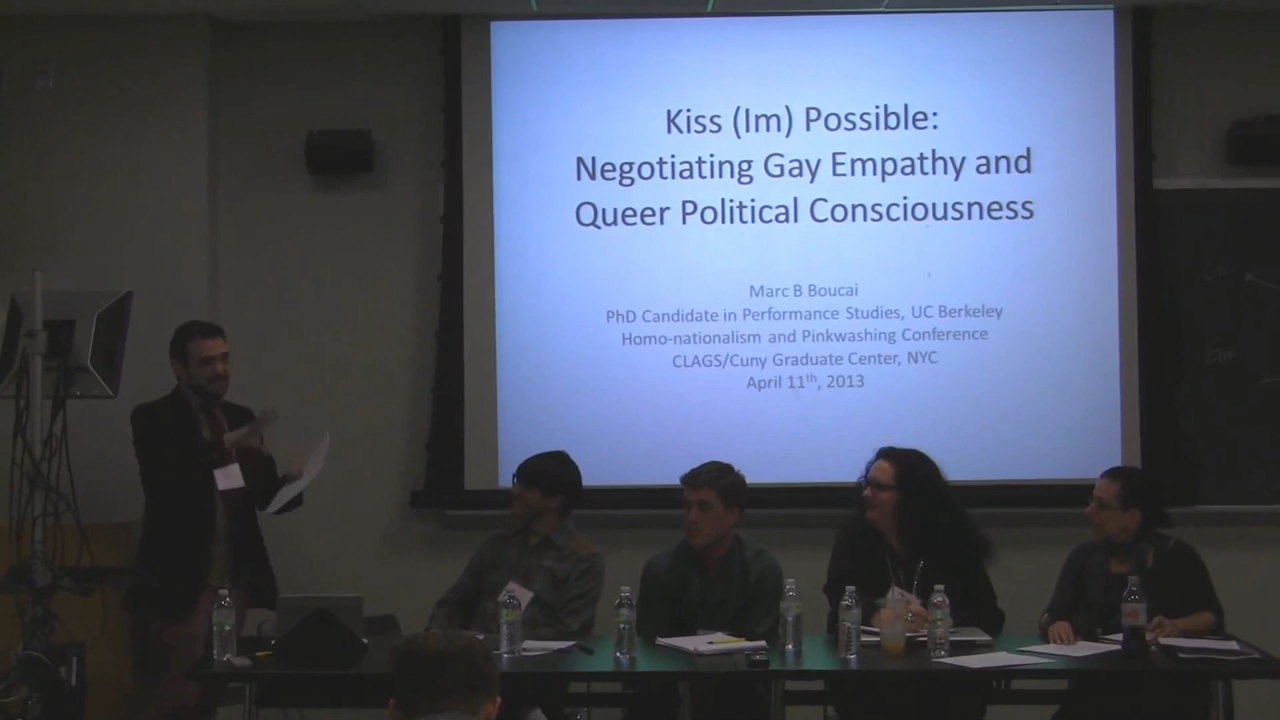 Kiss (Im) Possible:
Negotiating Gay Empathy and
Queer Political Consciousness
Marc B Boucai
PhD Candidate in Performance Studies, UC Berkeley
Homo-nationalism and Pinkwashing Conference
CLAGS/Cuny Graduate Center, NYC
April 11th, 2013